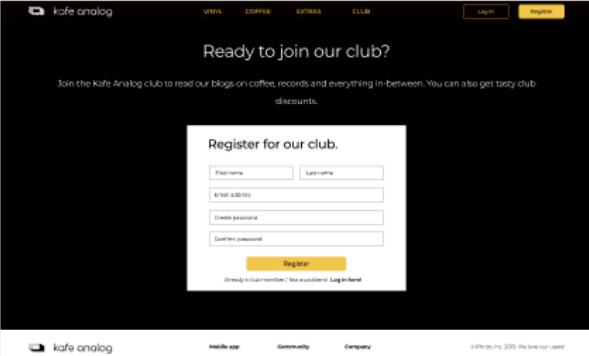 kafe analog VINYL COFFEE EXTRAS CLUB Log in Register
Ready to join our club?
Join the Kafe Analog club to read our blogs on coffee, records and everything in-between. You can also get tasty club
discounts.
Register for our club.
First name Last name
Email address
Create password
Confirm password
Register
Already a club member? Not a problem! Log in here!
kafe analog Mobile app Community Company Inc. 2019. We love our users!